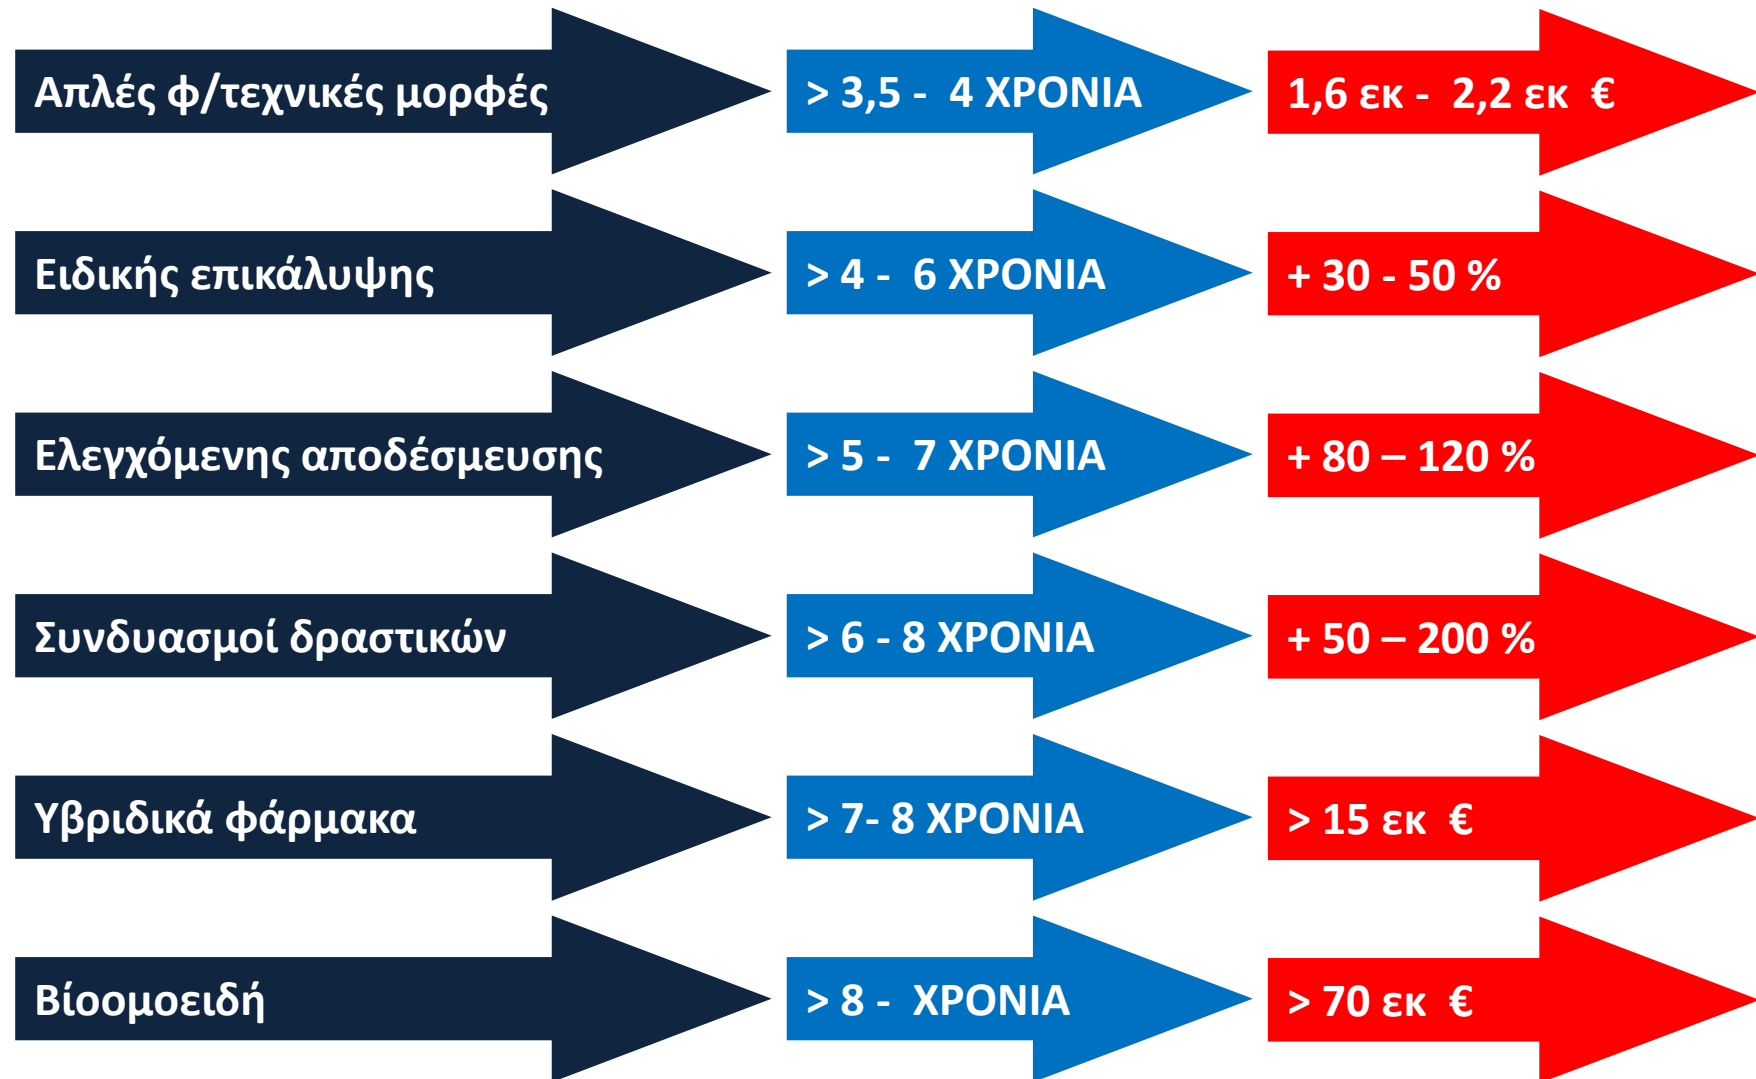 Απλές φ/τεχνικές μορφές > 3,5 - 4 ΧΡΟΝΙΑ 1,6 εκ - 2,2 εκ €
Ειδικής επικάλυψης > 4 - 6 ΧΡΟΝΙΑ + 30 - 50 %
Ελεγχόμενης αποδέσμευσης > 5 - 7 ΧΡΟΝΙΑ + 80 – 120 %
Συνδυασμοί δραστικών > 6 - 8 ΧΡΟΝΙΑ + 50 – 200 %
Υβριδικά φάρμακα > 7- 8 ΧΡΟΝΙΑ > 15 εκ €
Βίοομοειδή > 8 - ΧΡΟΝΙΑ > 70 εκ €